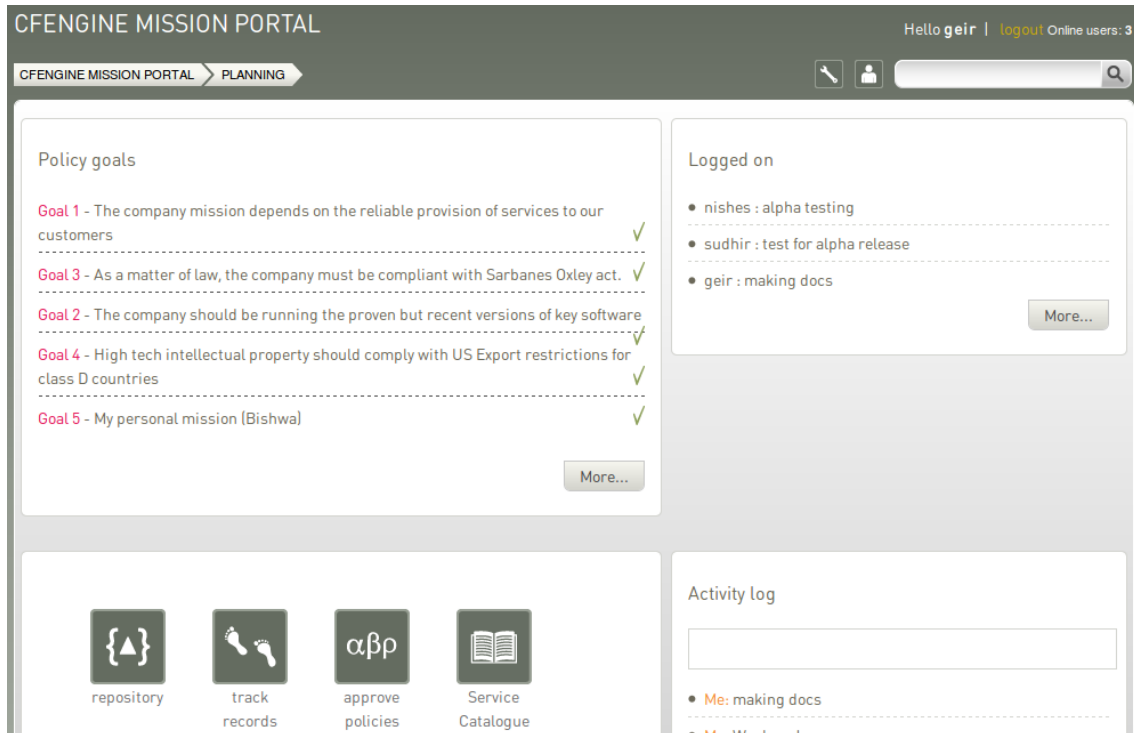 CFENGINE MISSION PORTAL
Hello geir | logout Online users: 3
CFENGINE MISSION PORTAL
PLANNING
Policy goals
Goal 1 - The company mission depends on the reliable provision of services to our
customers
Goal 3 - As a matter of law, the company must be compliant with Sarbanes Oxley act.
Goal 2 - The company should be running the proven but recent versions of key software
Goal 4 - High tech intellectual property should comply with US Export restrictions for
class D countries
Goal 5 - My personal mission (Bishwa)
More...
Logged on
nishes : alpha testing
sudhir : test for alpha release
geir : making docs
More...
{▲}
αβρ
repository
track
records
approve
policies
Service
Catalogue
Activity log
Me: making docs